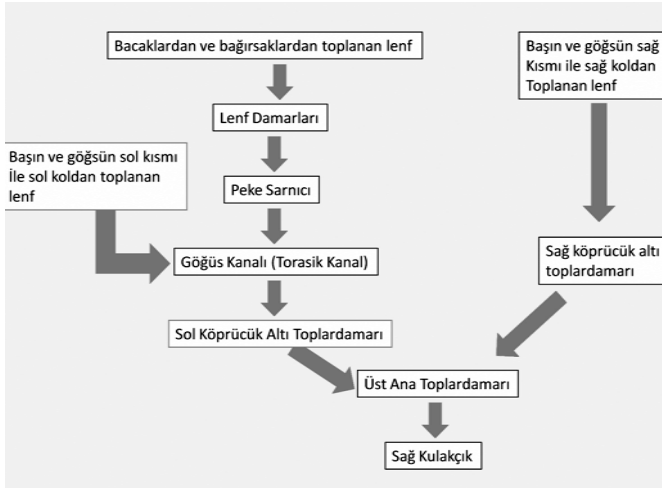 Bacaklardan ve bağırsaklardan toplanan lenf
Başın ve göğsün sağ
Kısmı ile sağ koldan
Toplanan lenf
Lenf Damarları
Başın ve göğsün sol kısmı
İle sol koldan toplanan
lenf
Peke Sarnıcı
Göğüs Kanalı (Torasik Kanal)
Sağ köprücük altı
toplardamarı
Sol Köprücük Altı Toplardamarı
Üst Ana Toplardamarı
Sağ Kulakçık